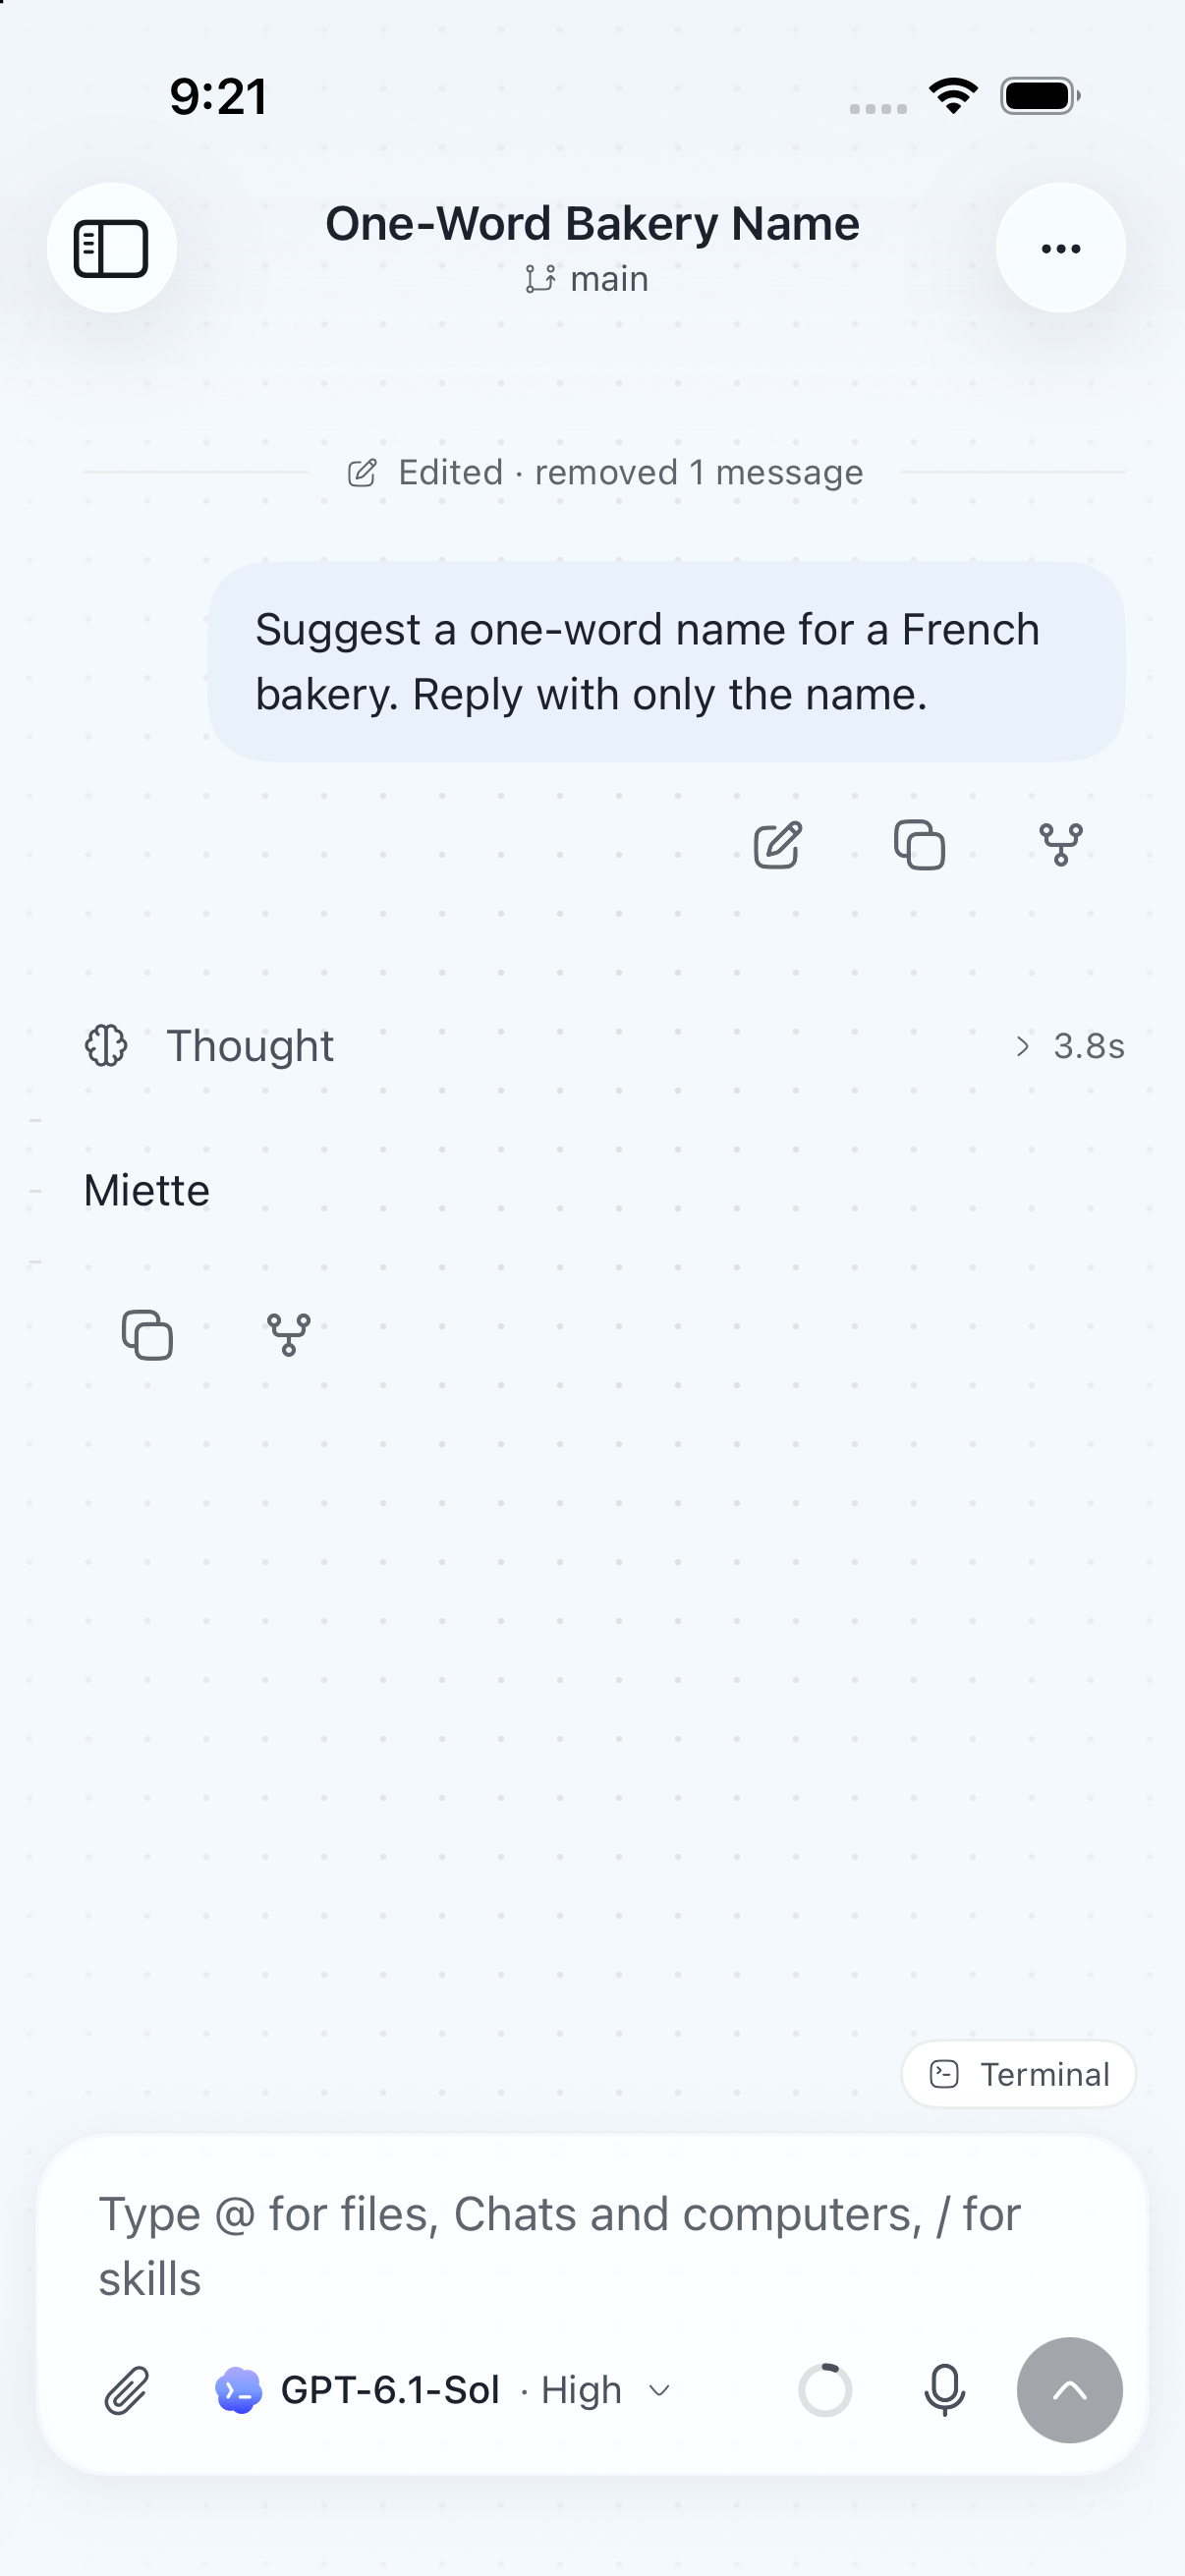 9:21
One-Word Bakery Name
main
Edited · removed 1 message
Suggest a one-word name for a French
bakery. Reply with only the name.
Thought
3.8s
Miette
Terminal
Type @ for files, Chats and computers, / for
skills
GPT-6.1-Sol · High